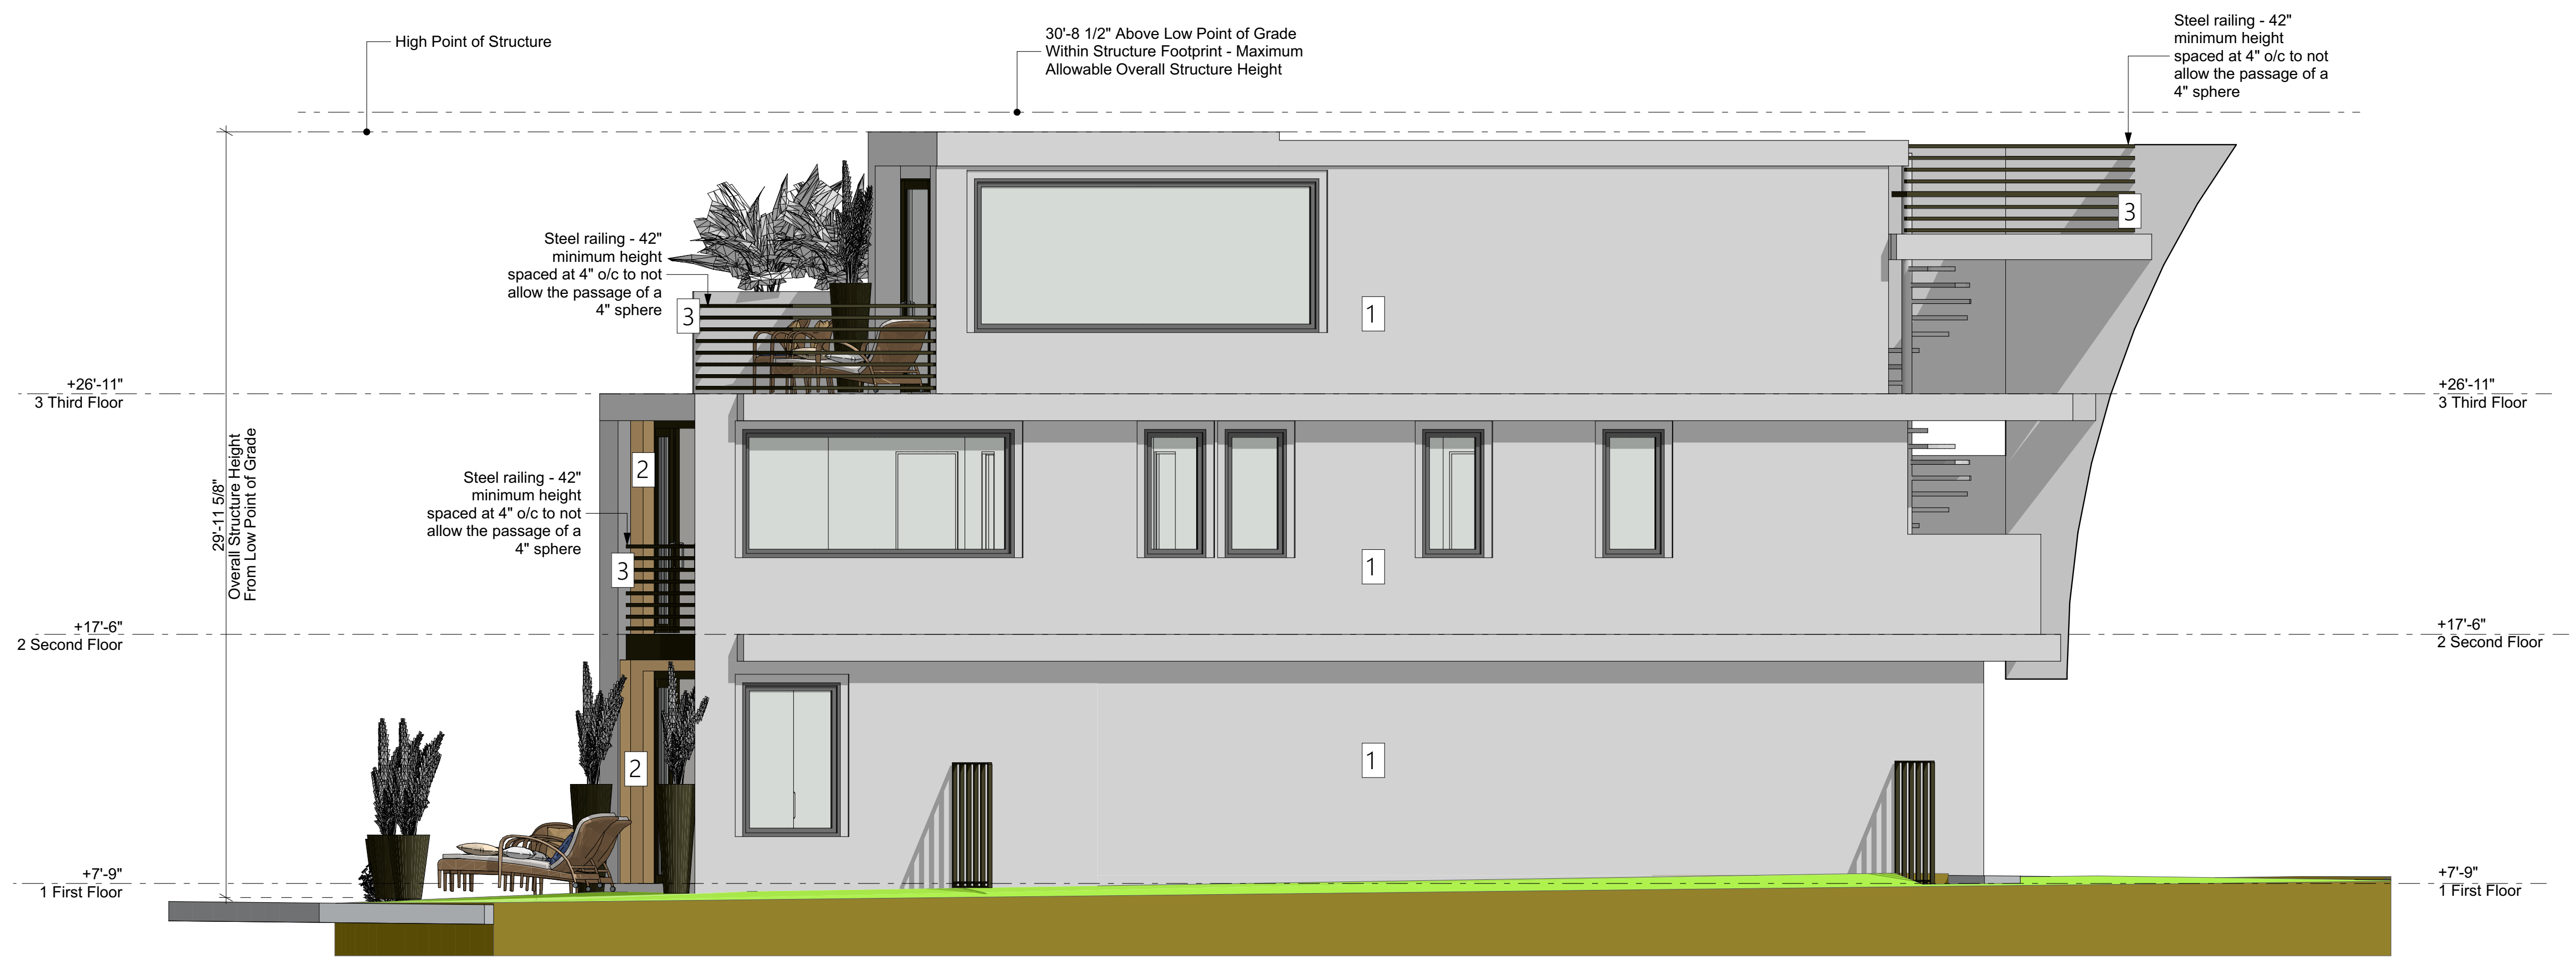 High Point of Structure
30'-8 1/2" Above Low Point of Grade
Within Structure Footprint - Maximum
Allowable Overall Structure Height
Steel railing - 42"
minimum height
spaced at 4" o/c to not
allow the passage of a
4" sphere
3
Steel railing - 42"
minimum height
spaced at 4" o/c to not
allow the passage of a
4" sphere
3
1
+26'-11"
3 Third Floor
+26'-11"
3 Third Floor
29'-11 5/8"
Overall Structure Height
From Low Point of Grade
2
Steel railing - 42"
minimum height
spaced at 4" o/c to not
allow the passage of a
4" sphere
3
1
+17'-6"
2 Second Floor
+17'-6"
2 Second Floor
2
1
+7'-9"
1 First Floor
+7'-9"
1 First Floor